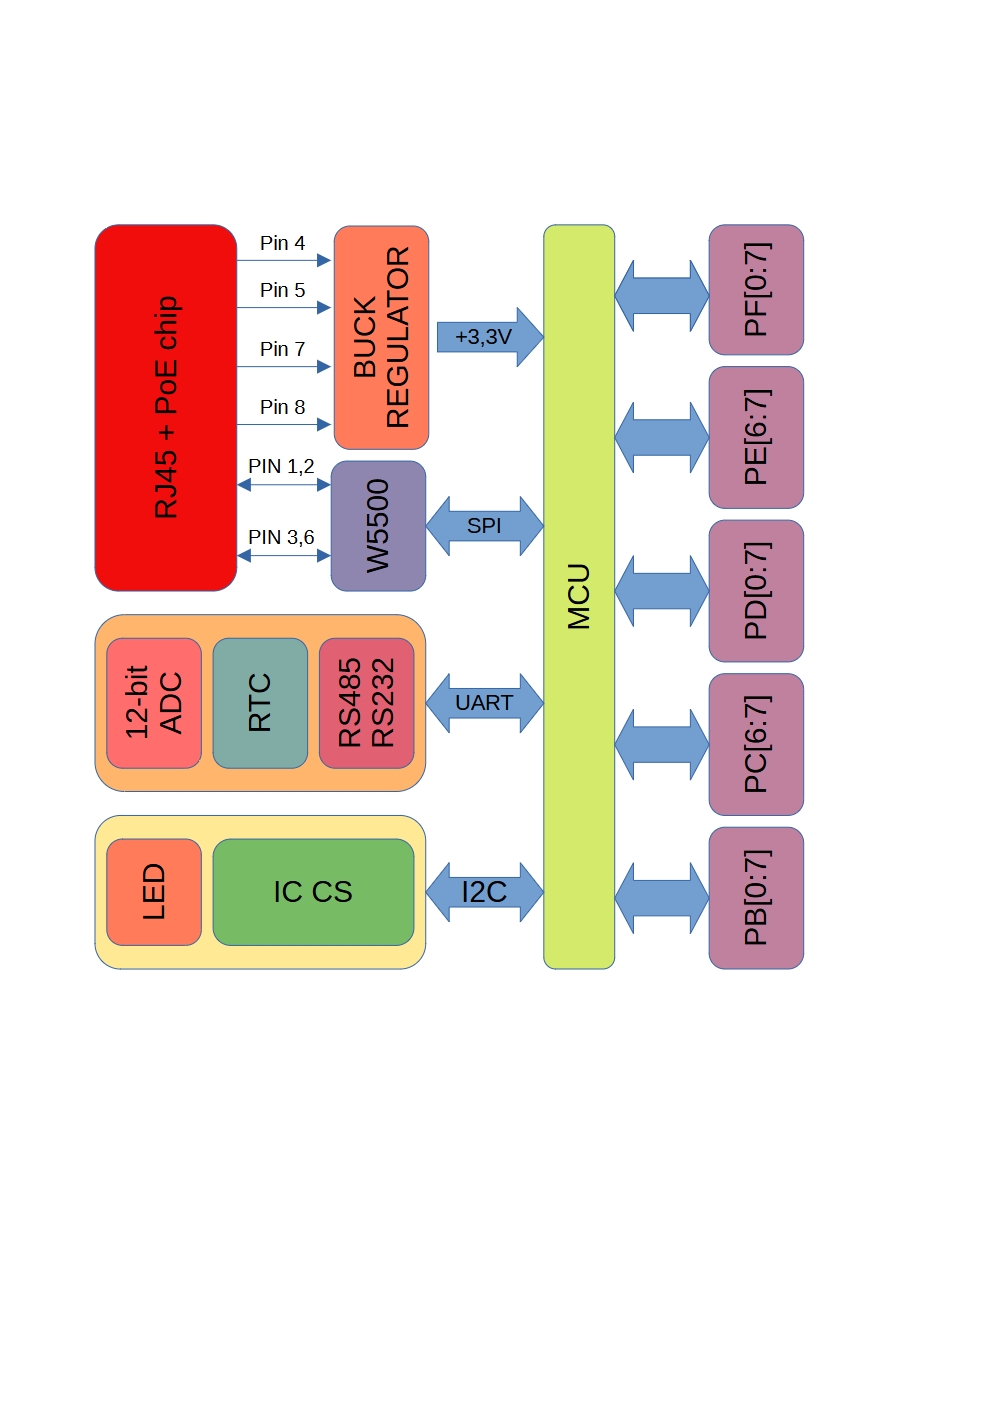 RJ45 + PoE chip
Pin 4
Pin 5
Pin 7
Pin 8
PIN 1,2
PIN 3,6
BUCK
REGULATOR
W5500
+3,3V
SPI
12-bit
ADC
RTC
RS485
RS232
UART
LED
IC CS
I2C
MCU
PF[0:7]
PE[6:7]
PD[0:7]
PC[6:7]
PB[0:7]